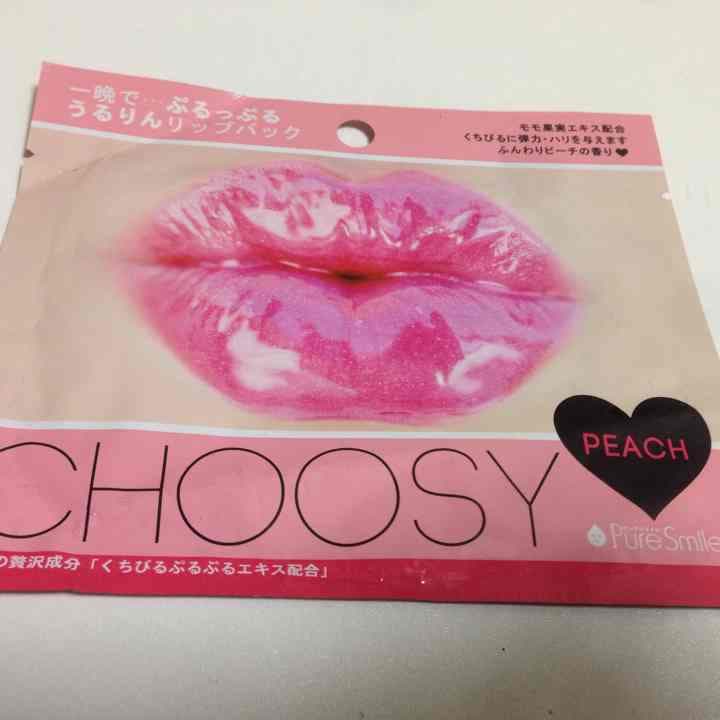 一晩で…ぷるっぷる
うるりんリップパック
モモ果実エキス配合
くちびるに弾力・ハリを与えます
ふんわりピーチの香り♥
CHOOSY
PEACH
Pure Smile
の贅沢成分「くちびるぷるぷるエキス配合」